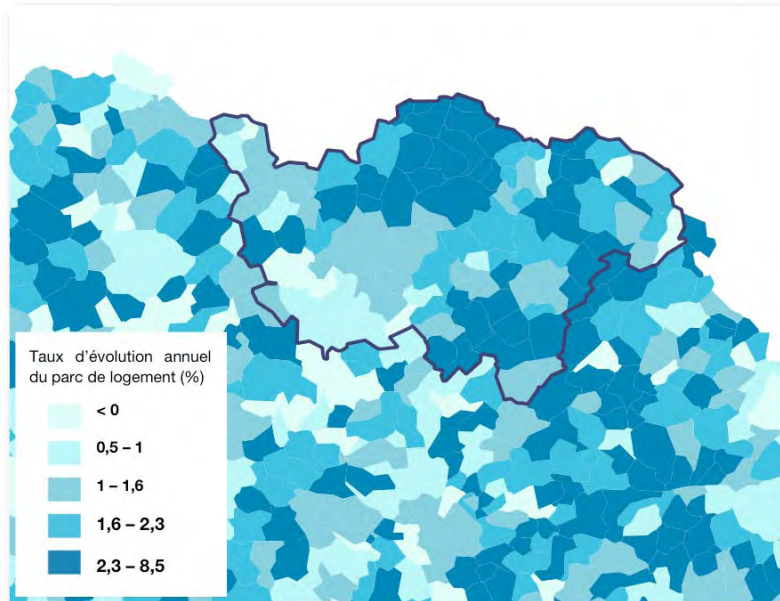 Taux d'évolution annuel
du parc de logement (%)
< 0
0,5 – 1
1 – 1,6
1,6 – 2,3
2,3 – 8,5